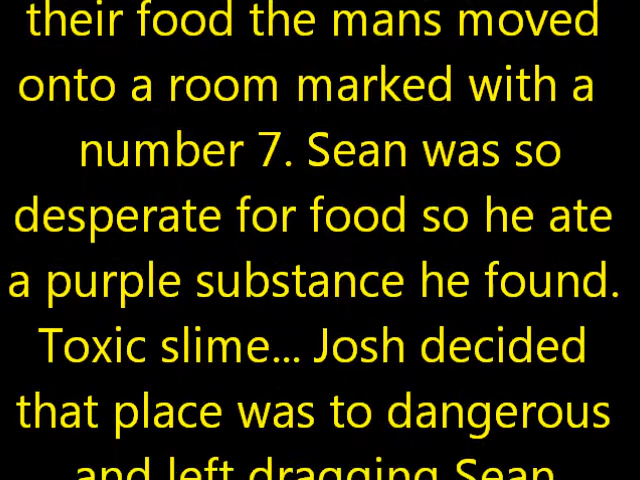 their food the mans moved
onto a room marked with a
number 7. Sean was so
desperate for food so he ate
a purple substance he found.
Toxic slime... Josh decided
that place was to dangerous
and left dragging Sean